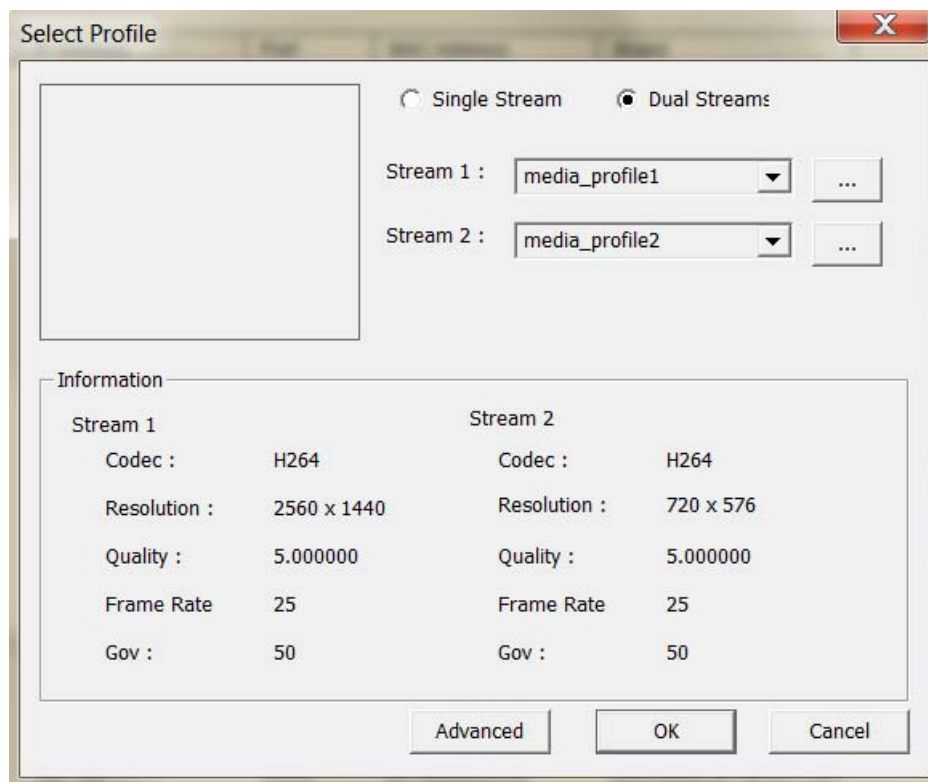 Select Profile
X
Single Stream
Dual Streams
Stream 1 :
media_profile1
...
Stream 2 :
media_profile2
...
Information
Stream 1
Codec :
H264
Resolution :
2560 x 1440
Quality :
5.000000
Frame Rate
25
Gov :
50
Stream 2
Codec :
H264
Resolution :
720 x 576
Quality :
5.000000
Frame Rate
25
Gov :
50
Advanced
OK
Cancel